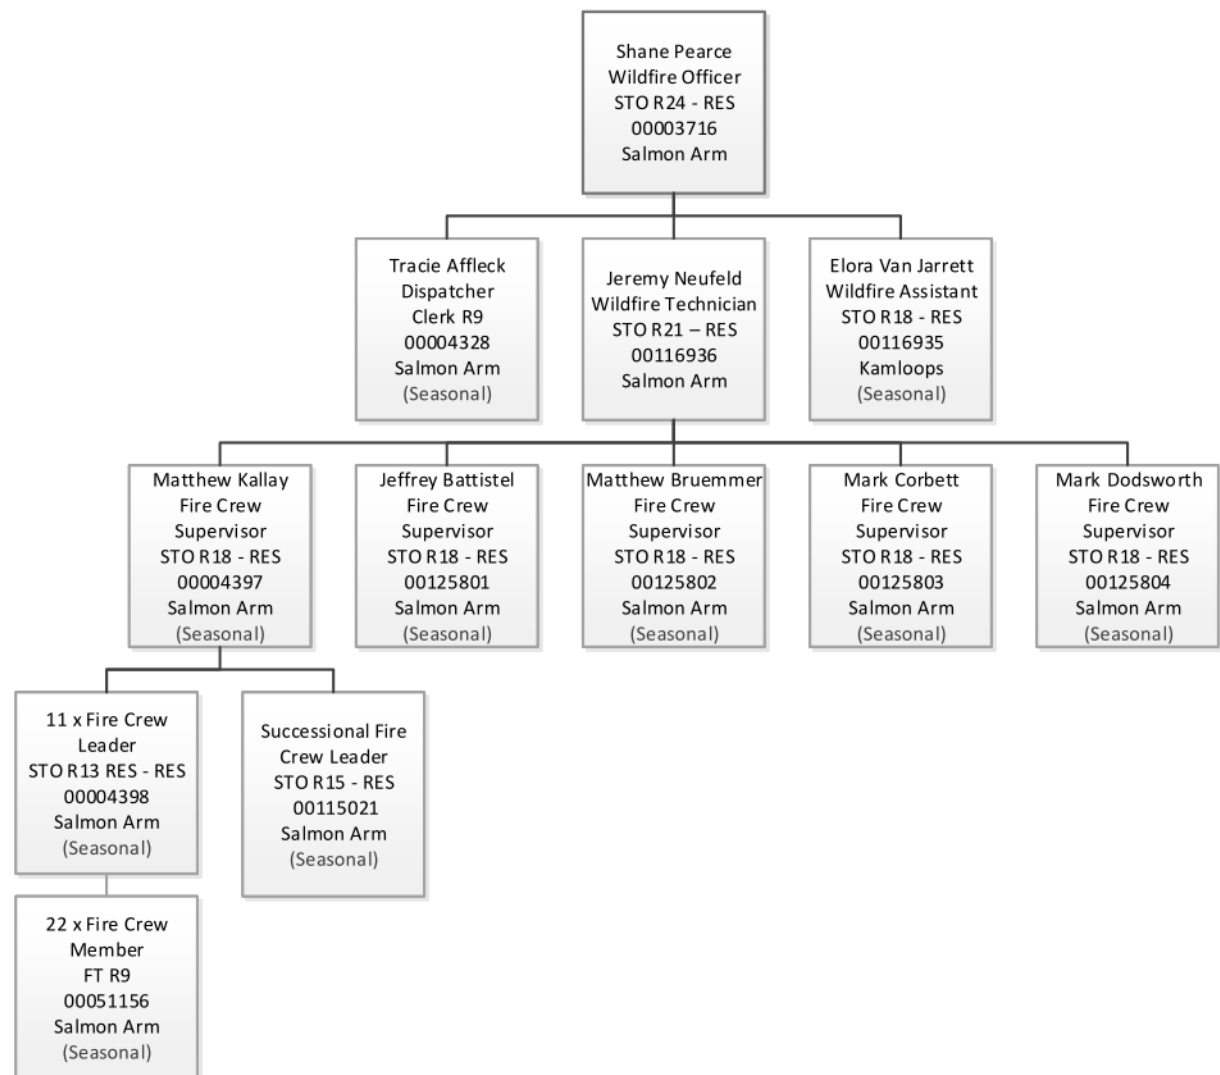 Shane Pearce
Wildfire Officer
STO R24 - RES
00003716
Salmon Arm
Tracie Affleck
Dispatcher
Clerk R9
00004328
Salmon Arm
(Seasonal)
Jeremy Neufeld
Wildfire Technician
STO R21 – RES
00116936
Salmon Arm
Elora Van Jarrett
Wildfire Assistant
STO R18 - RES
00116935
Kamloops
(Seasonal)
Matthew Kallay
Fire Crew
Supervisor
STO R18 - RES
00004397
Salmon Arm
(Seasonal)
Jeffrey Battistel
Fire Crew
Supervisor
STO R18 - RES
00125801
Salmon Arm
(Seasonal)
Matthew Bruemmer
Fire Crew
Supervisor
STO R18 - RES
00125802
Salmon Arm
(Seasonal)
Mark Corbett
Fire Crew
Supervisor
STO R18 - RES
00125803
Salmon Arm
(Seasonal)
Mark Dodsworth
Fire Crew
Supervisor
STO R18 - RES
00125804
Salmon Arm
(Seasonal)
11 x Fire Crew
Leader
STO R13 RES - RES
00004398
Salmon Arm
(Seasonal)
Successional Fire
Crew Leader
STO R15 - RES
00115021
Salmon Arm
(Seasonal)
22 x Fire Crew
Member
FT R9
00051156
Salmon Arm
(Seasonal)